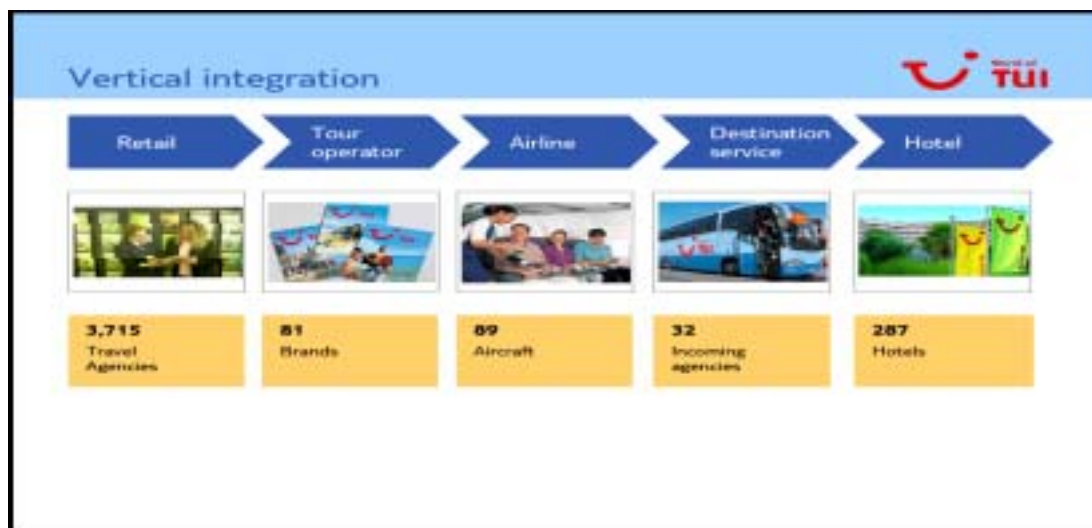 Vertical integration
World of
TUI
Retail
Tour
operator
Airline
Destination
service
Hotel
3,715
Travel
Agencies
81
Brands
89
Aircraft
32
Incoming
agencies
287
Hotels